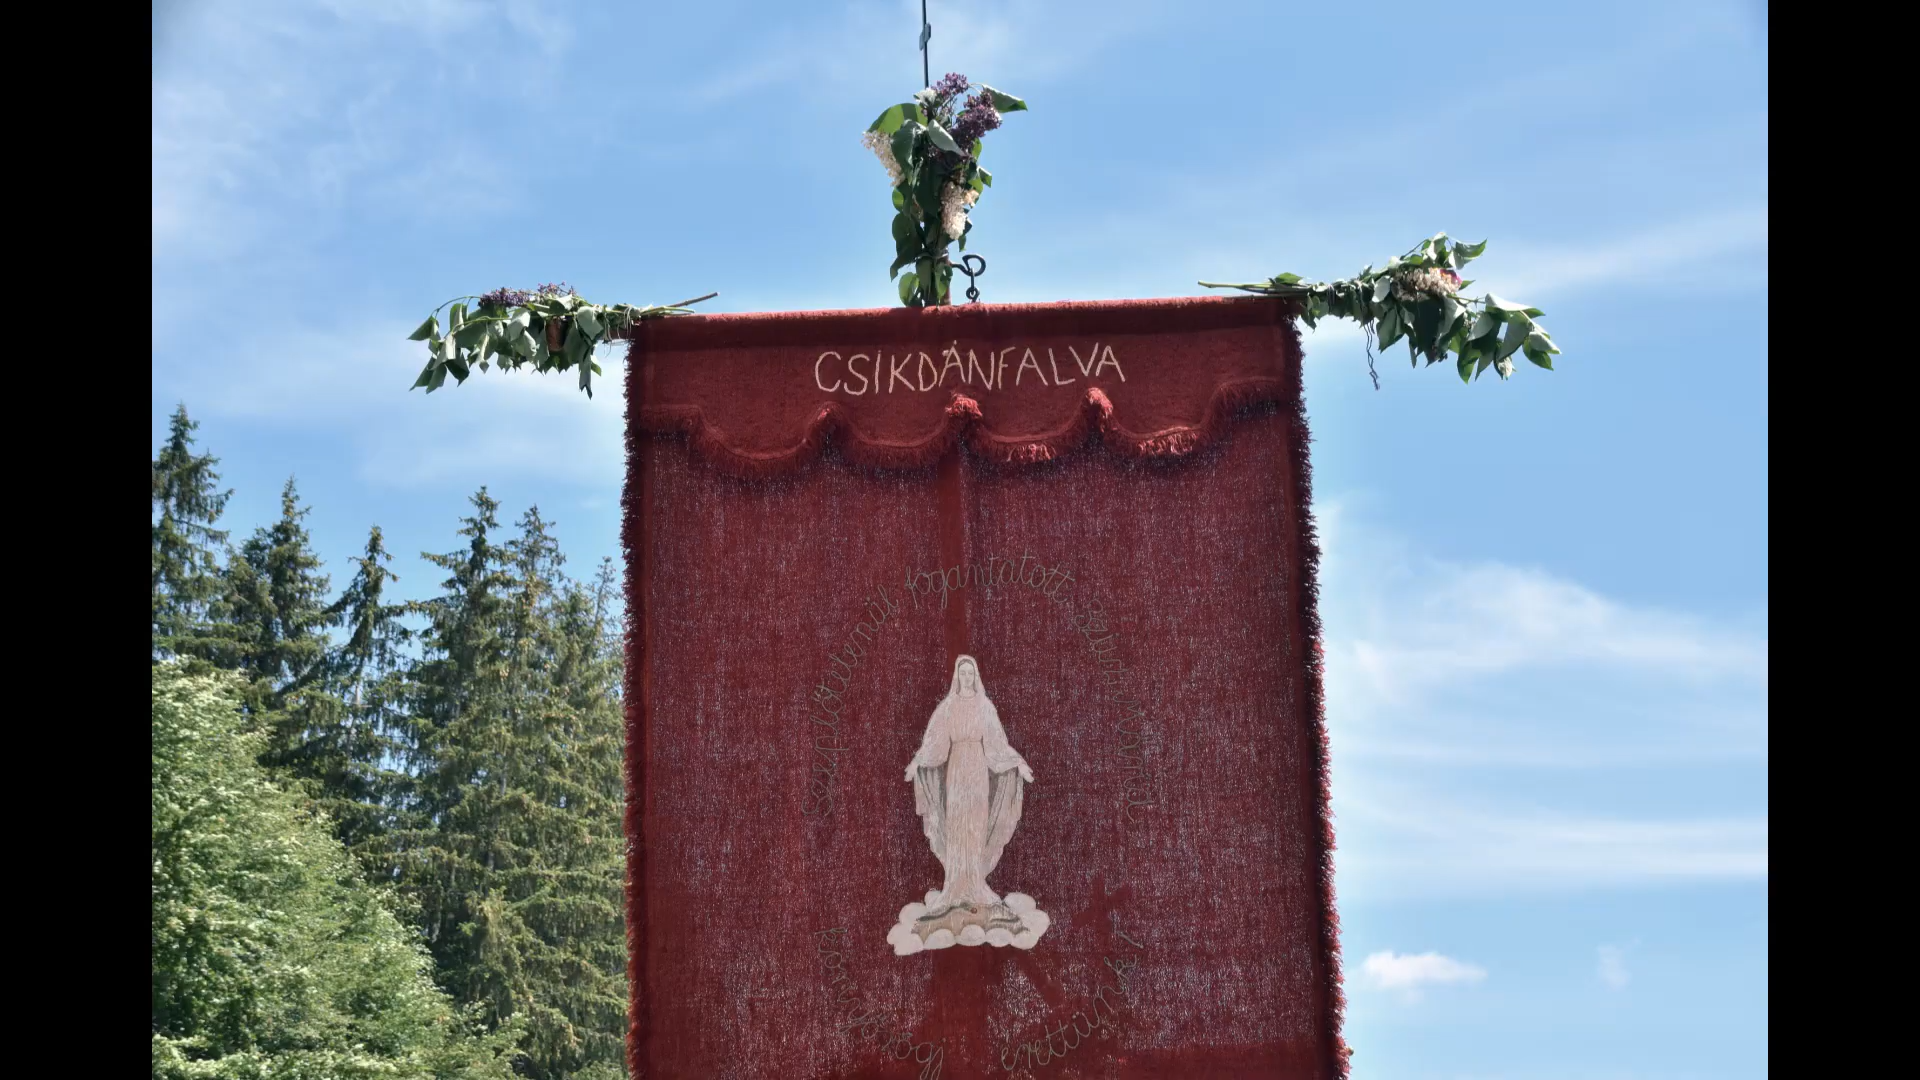 CSIKDÁNFALVA
Szeplőtelenül fogantatott Szűz Mária
könyörögj érettünk!